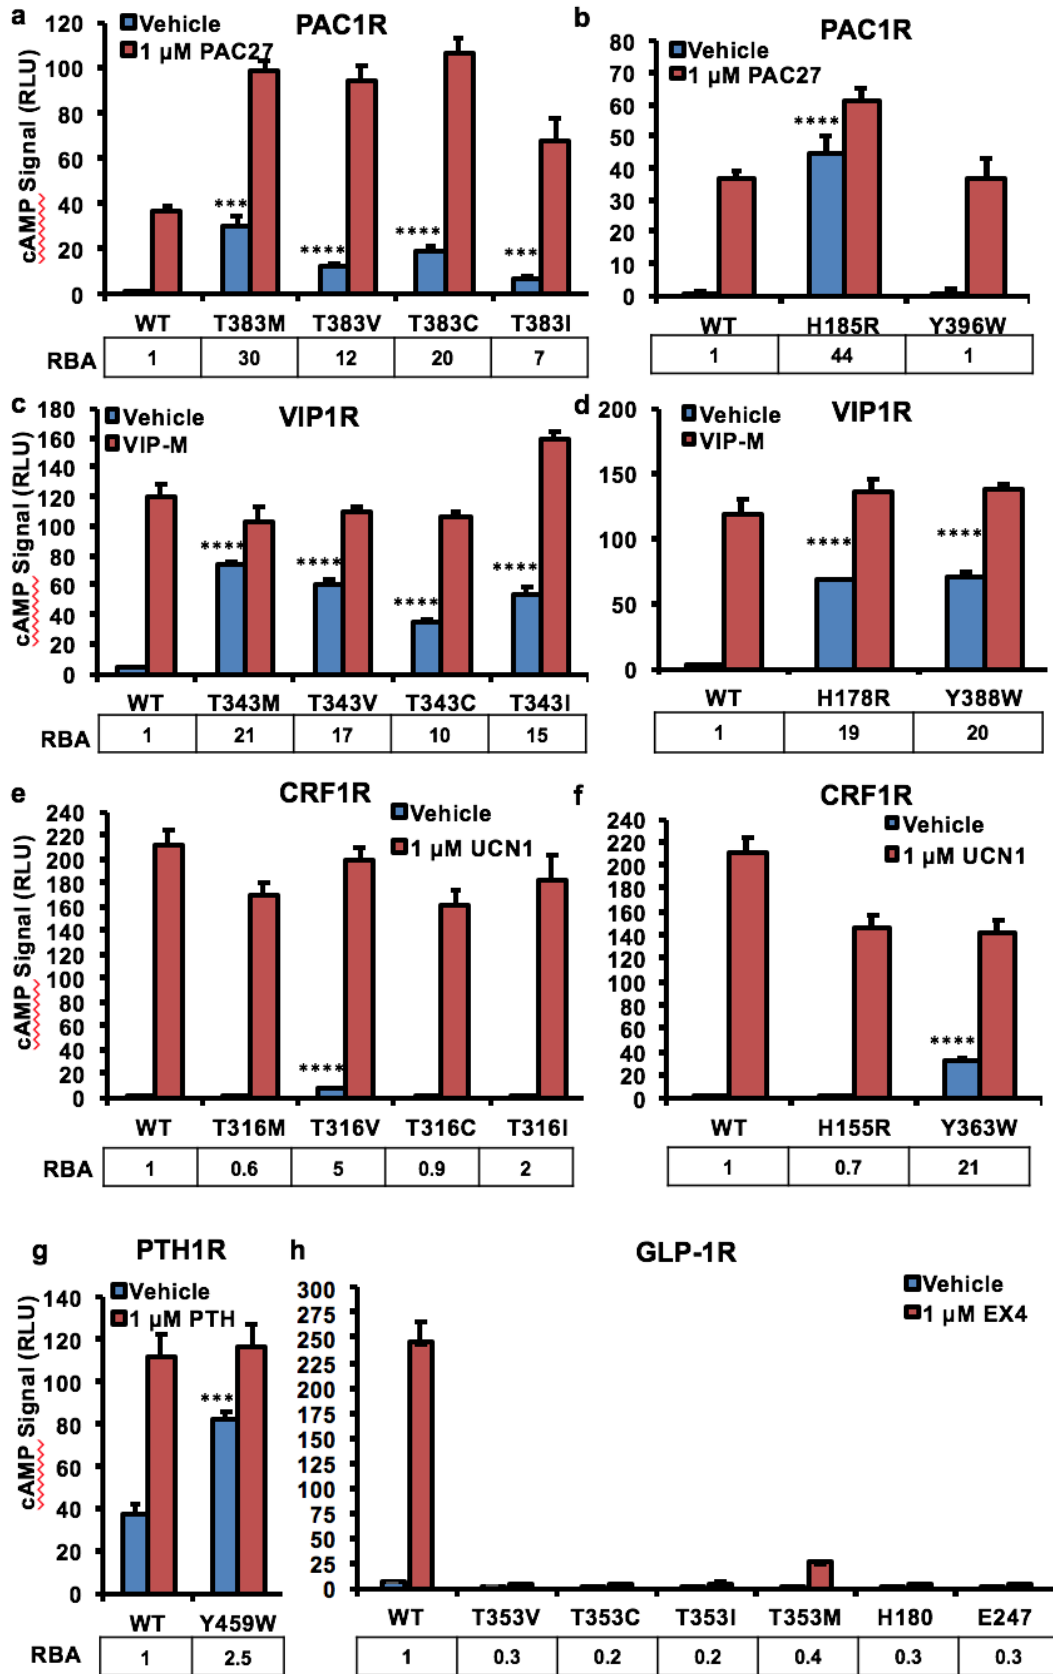 a
PAC1R
Vehicle
1 µM PAC27
cAMP Signal (RLU)
120
100
80
60
40
20
0
***
****
****
***
WT T383M T383V T383C T383I
RBA 1 30 12 20 7
b
PAC1R
Vehicle
1 µM PAC27
80
70
60
50
40
30
20
10
0
****
WT H185R Y396W
1 44 1
c
VIP1R
Vehicle
VIP-M
cAMP Signal (RLU)
180
160
140
120
100
80
60
40
20
0
****
****
****
****
WT T343M T343V T343C T343I
RBA 1 21 17 10 15
d
VIP1R
Vehicle
VIP-M
200
150
100
50
0
****
****
WT H178R Y388W
1 19 20
e
CRF1R
Vehicle
1 µM UCN1
cAMP Signal (RLU)
240
220
200
180
160
140
120
100
80
60
40
20
0
****
WT T316M T316V T316C T316I
RBA 1 0.6 5 0.9 2
f
CRF1R
Vehicle
1 µM UCN1
240
220
200
180
160
140
120
100
80
60
40
20
0
****
WT H155R Y363W
1 0.7 21
g
PTH1R
Vehicle
1 µM PTH
cAMP Signal (RLU)
140
120
100
80
60
40
20
0
***
WT Y459W
RBA 1 2.5
h
GLP-1R
Vehicle
1 µM EX4
300
275
250
225
200
175
150
125
100
75
50
25
0
WT T353V T353C T353I T353M H180 E247
1 0.3 0.2 0.2 0.4 0.3 0.3